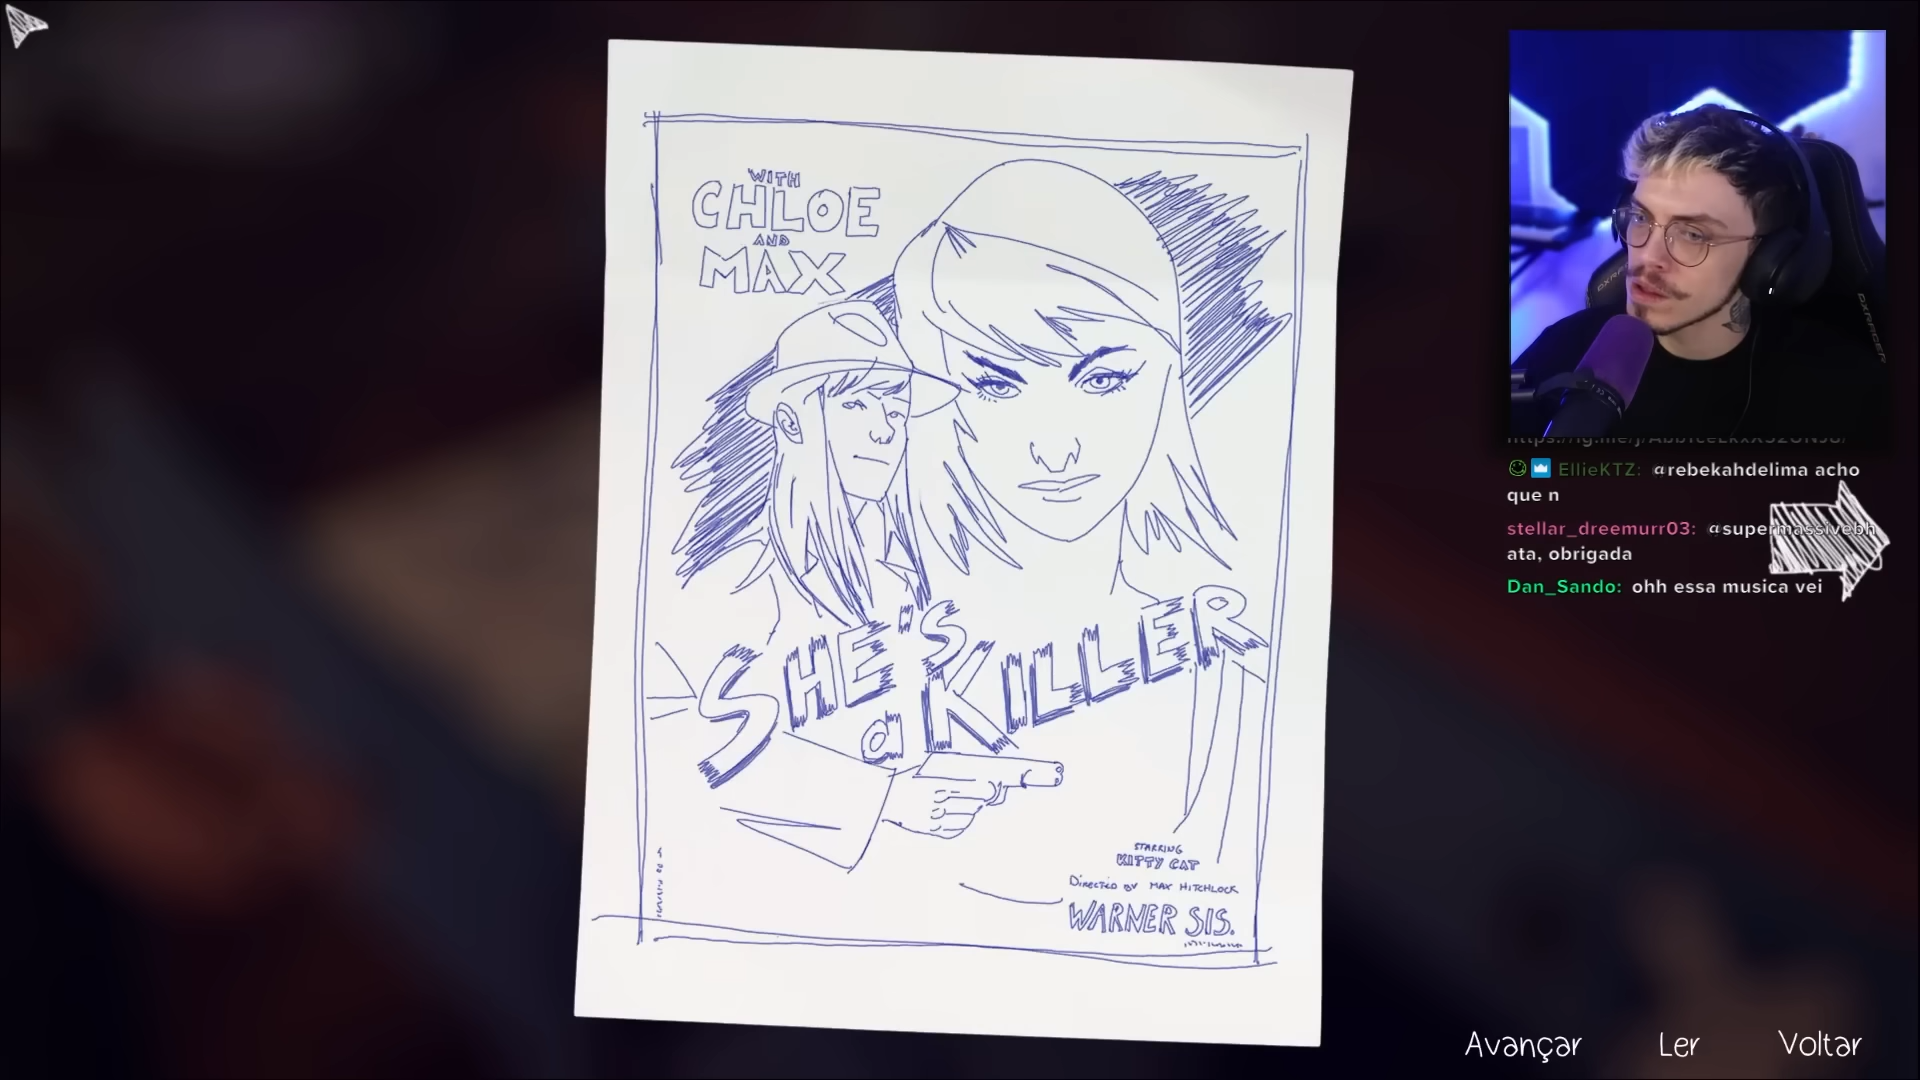 WITH
CHLOE
AND
MAX
SHE'S
a KILLER
STARRING
KITTY CAT
DIRECTED BY MAX HITCHLOCK
WARNER SIS.
EllieKTZ: @rebekahdelima acho
que n
stellar_dreemurr03: @supermassivebh
ata, obrigada
Dan_Sando: ohh essa musica vei
Avançar Ler Voltar